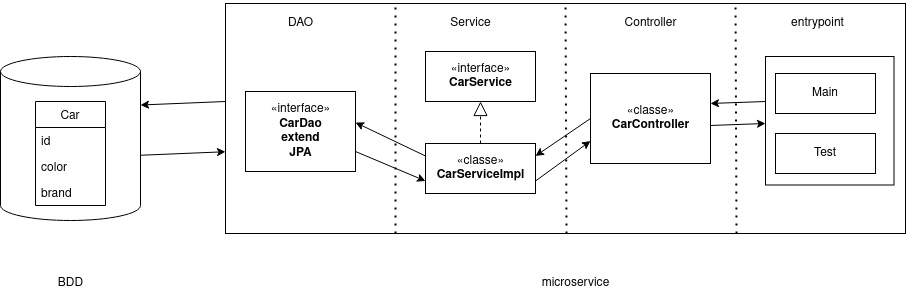 DAO
Service
Controller
entrypoint
Car
id
color
brand
«interface»
CarDao
extend
JPA
«interface»
CarService
«classe»
CarServiceImpl
«classe»
CarController
Main
Test
BDD
microservice